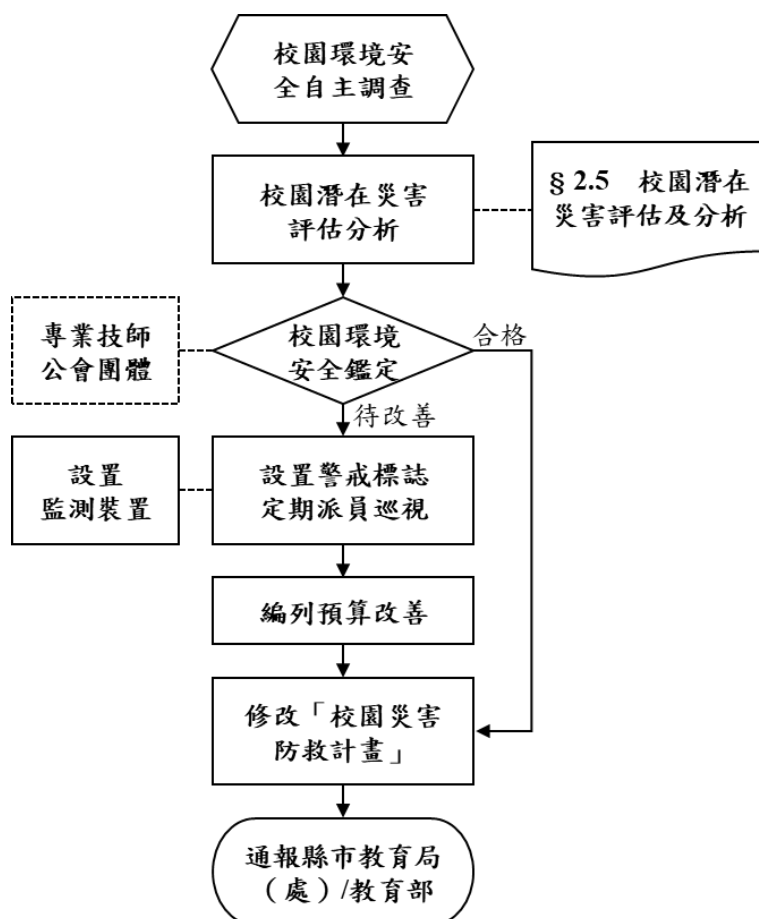 校園環境安
全自主調查
校園潛在災害
評估分析
§ 2.5 校園潛在
災害評估及分析
專業技師
公會團體
校園環境
安全鑑定
合格
待改善
設置
監測裝置
設置警戒標誌
定期派員巡視
編列預算改善
修改「校園災害
防救計畫」
通報縣市教育局
（處）/教育部